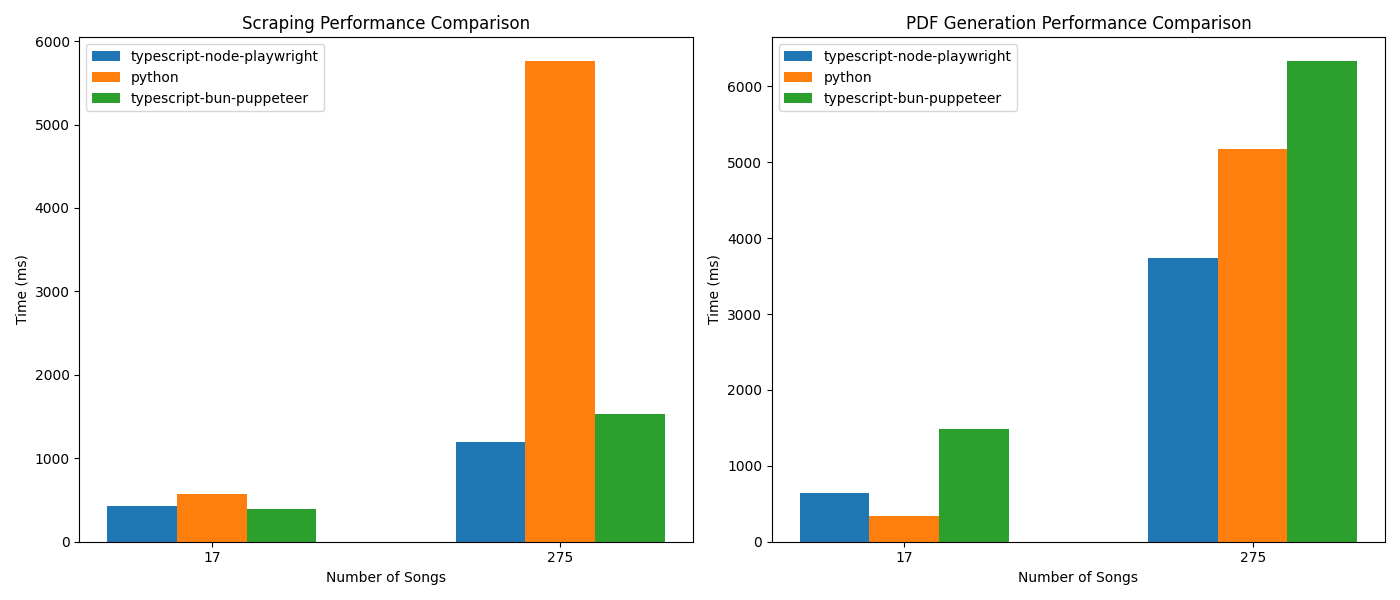 Scraping Performance Comparison
typescript-node-playwright
python
typescript-bun-puppeteer
6000
5000
4000
3000
2000
1000
0
Time (ms)
17
275
Number of Songs
PDF Generation Performance Comparison
typescript-node-playwright
python
typescript-bun-puppeteer
6000
5000
4000
3000
2000
1000
0
Time (ms)
17
275
Number of Songs